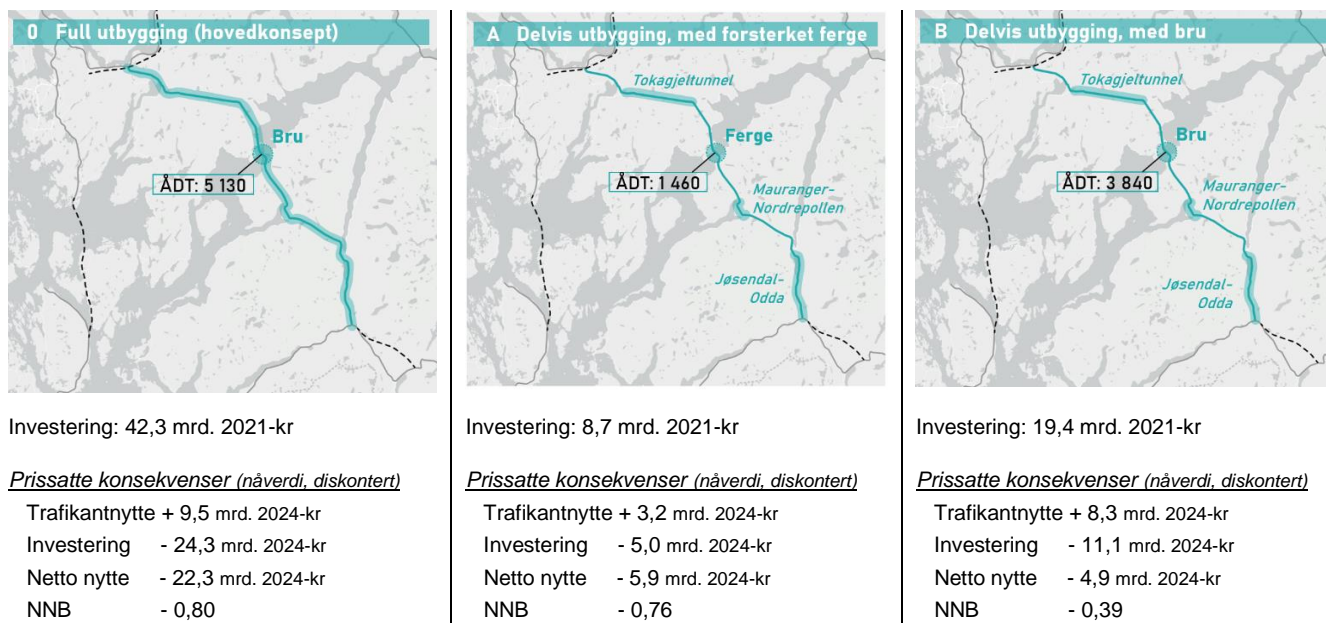 0 Full utbygging (hovedkonsept)
Bru
ÅDT: 5 130
Investering: 42,3 mrd. 2021-kr
Prissatte konsekvenser (nåverdi, diskontert)
Trafikantnytte + 9,5 mrd. 2024-kr
Investering - 24,3 mrd. 2024-kr
Netto nytte - 22,3 mrd. 2024-kr
NNB - 0,80
A Delvis utbygging, med forsterket ferge
Tokagjeltunnel
Ferge
ÅDT: 1 460
Mauranger-
Nordrepollen
Jøsendal-
Odda
Investering: 8,7 mrd. 2021-kr
Prissatte konsekvenser (nåverdi, diskontert)
Trafikantnytte + 3,2 mrd. 2024-kr
Investering - 5,0 mrd. 2024-kr
Netto nytte - 5,9 mrd. 2024-kr
NNB - 0,76
B Delvis utbygging, med bru
Tokagjeltunnel
Bru
ÅDT: 3 840
Mauranger-
Nordrepollen
Jøsendal-
Odda
Investering: 19,4 mrd. 2021-kr
Prissatte konsekvenser (nåverdi, diskontert)
Trafikantnytte + 8,3 mrd. 2024-kr
Investering - 11,1 mrd. 2024-kr
Netto nytte - 4,9 mrd. 2024-kr
NNB - 0,39